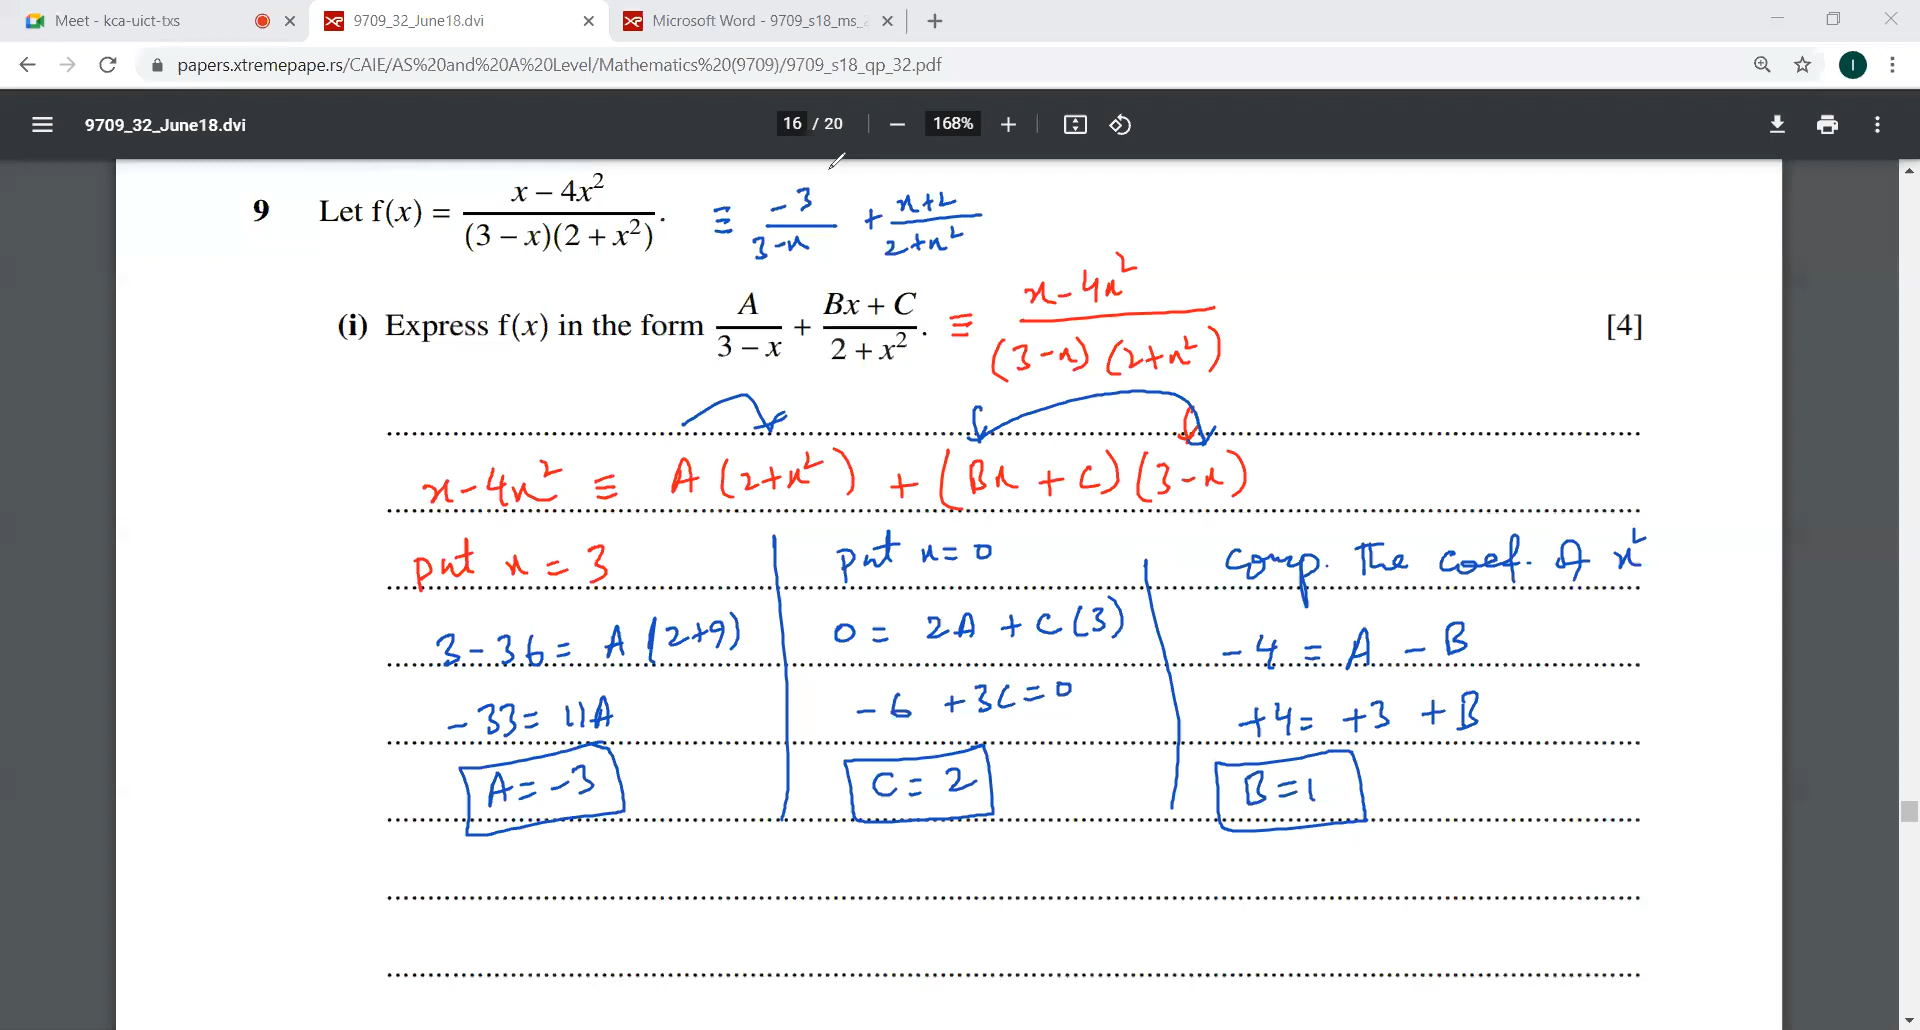 Meet - kca-uict-txs
9709_32_June18.dvi
Microsoft Word - 9709_s18_ms_
papers.xtremepape.rs/CAIE/AS%20and%20A%20Level/Mathematics%20(9709)/9709_s18_qp_32.pdf
I
9709_32_June18.dvi
16 / 20
168%
9 Let f(x) = (x − 4x²)/((3 − x)(2 + x²)). ≡ -3/(3-x) + (x+2)/(2+x²)
(i) Express f(x) in the form A/(3 − x) + (Bx + C)/(2 + x²). ≡ (x-4x²)/((3-x)(2+x²)) [4]
x-4x² ≡ A(2+x²) + (Bx + C)(3-x)
put x = 3
3-36 = A(2+9)
-33 = 11A
A = -3
put x = 0
0 = 2A + C(3)
-6 + 3C = 0
C = 2
comp. the coef. of x²
-4 = A - B
+4 = +3 + B
B = 1